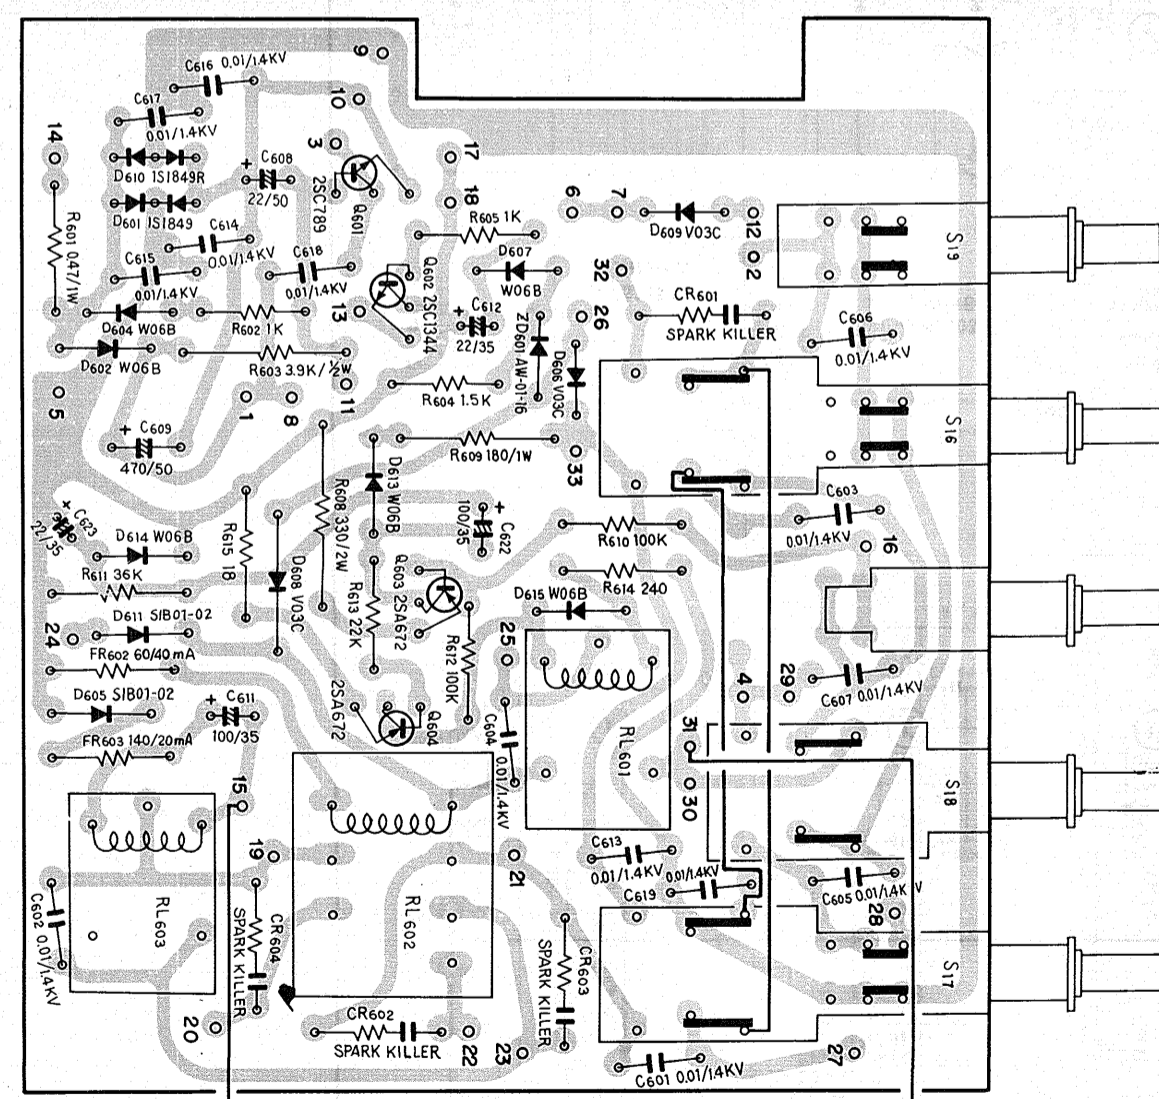 9
C616 0.01/1.4KV
10
C617
0.01/1.4KV
14
3
17
D610 1S1849R
C608
22/50
2SC789
Q601
18
6
7
D601 1S1849
R605 1K
12
D609 V03C
S19
R601 0.47/1W
C614
0.01/1.4KV
C615
0.01/1.4KV
C618
0.01/1.4KV
Q602 2SC1344
D607
W06B
32
2
D604 W06B
R602 1K
13
C612
22/35
26
CR601
SPARK KILLER
C606
0.01/1.4KV
D602 W06B
R603 3.9K/½W
ZD601 AW-01-16
D606 V03C
5
1
8
11
R604 1.5K
S16
C609
470/50
R609 180/1W
33
C623
22/35
R608 330/2W
D613 W06B
C622
100/35
C603
0.01/1.4KV
D614 W06B
R615 18
R610 100K
16
R611 36K
D608 V03C
R613 22K
Q603 2SA672
R614 240
D611 SIB01-02
D615 W06B
24
R612 100K
25
FR602 60/40mA
4
29
C607 0.01/1.4KV
D605 SIB01-02
C611
100/35
2SA672
Q604
C604 0.01/1.4KV
RL601
31
FR603 140/20mA
15
30
S18
19
21
C613
0.01/1.4KV
0.01/1.4KV
C619
C605 0.01/1.4KV
28
C602 0.01/1.4KV
RL603
CR604
SPARK KILLER
RL602
CR603
SPARK KILLER
S17
20
CR602
SPARK KILLER
22
23
27
C601 0.01/1.4KV